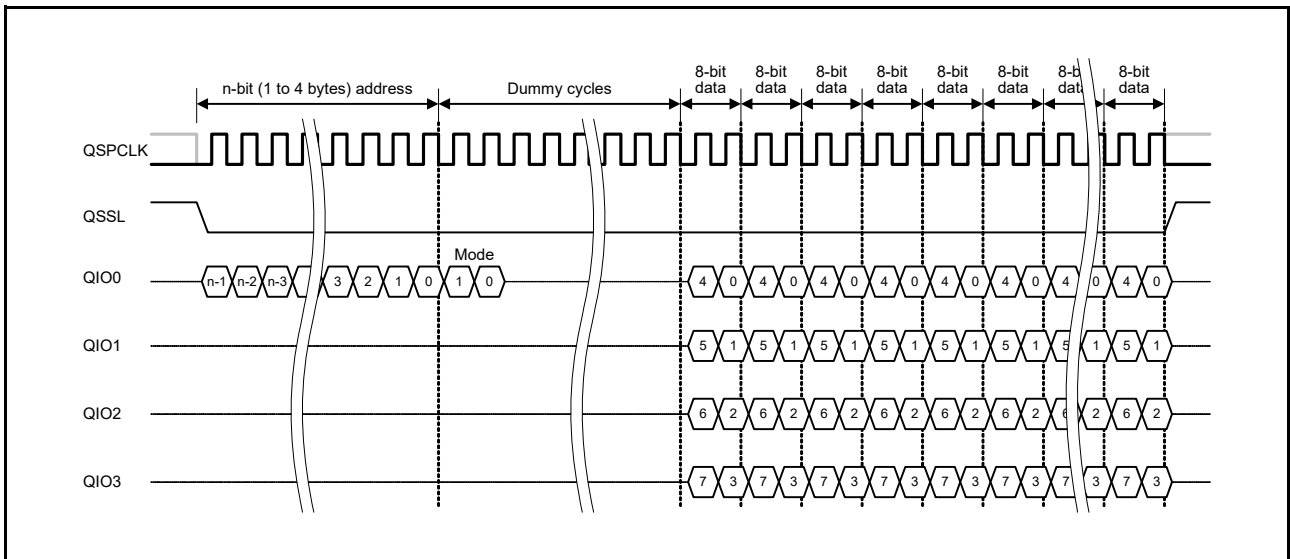 8-bit data 8-bit data 8-bit data 8-bit data 8-bit data 8-bit data 8-b dat 8-bit data
n-bit (1 to 4 bytes) address Dummy cycles
QSPCLK
QSSL
Mode
QIO0 n-1 n-2 n-3 3 2 1 0 1 0 4 0 4 0 4 0 4 0 4 0 4 0 4 0 4 0
QIO1 5 1 5 1 5 1 5 1 5 1 5 1 5 1 5 1
QIO2 6 2 6 2 6 2 6 2 6 2 6 2 6 2 6 2
QIO3 7 3 7 3 7 3 7 3 7 3 7 3 7 3 7 3